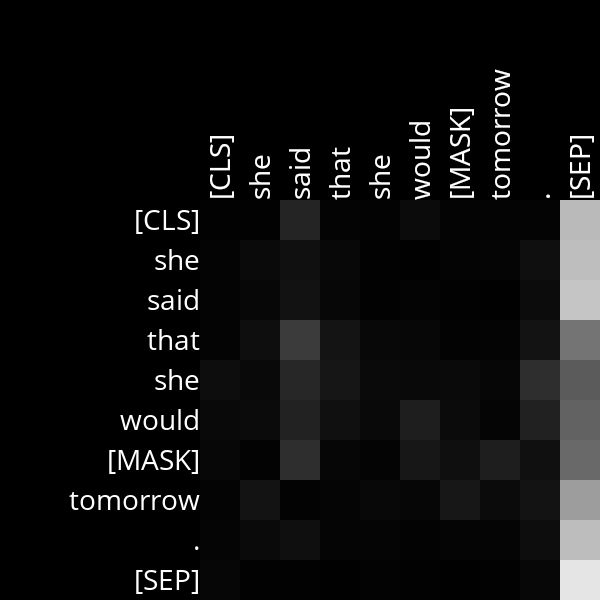 [CLS] she said that she would [MASK] tomorrow . [SEP]
[CLS]
she
said
that
she
would
[MASK]
tomorrow
.
[SEP]